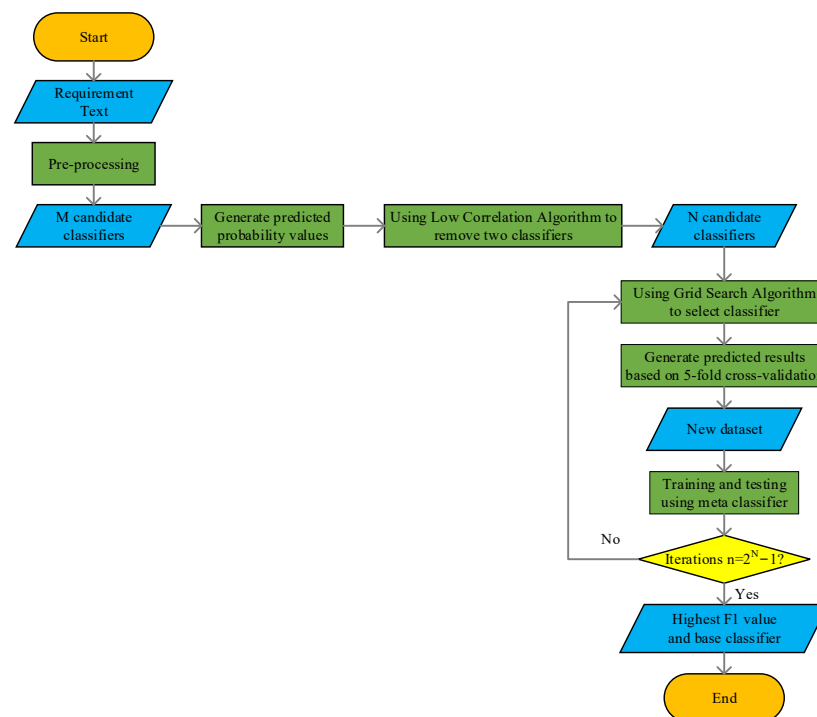 Start
Requirement
Text
Pre-processing
M candidate
classifiers
Generate predicted
probability values
Using Low Correlation Algorithm to
remove two classifiers
N candidate
classifiers
Using Grid Search Algorithm
to select classifier
Generate predicted results
based on 5-fold cross-validation
New dataset
Training and testing
using meta classifier
No
Iterations n=2^N−1?
Yes
Highest F1 value
and base classifier
End